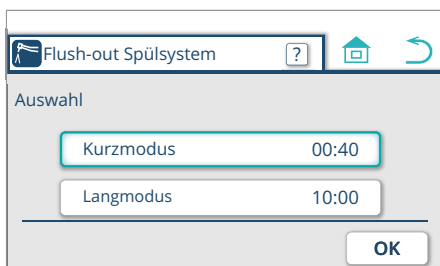 Flush-out Spülsystem ?
Auswahl
Kurzmodus 00:40
Langmodus 10:00
OK